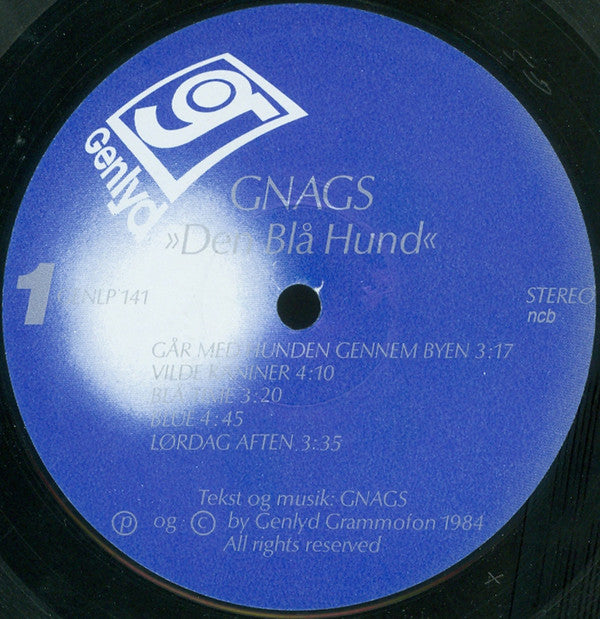 Genlyd
GNAGS
»Den Blå Hund«
1
GENLP 141
STEREO
ncb
GÅR MED HUNDEN GENNEM BYEN 3:17
VILDE KANINER 4:10
3:20
BLUE 4:45
LØRDAG AFTEN 3:35
Tekst og musik: GNAGS
℗ og © by Genlyd Grammofon 1984
All rights reserved